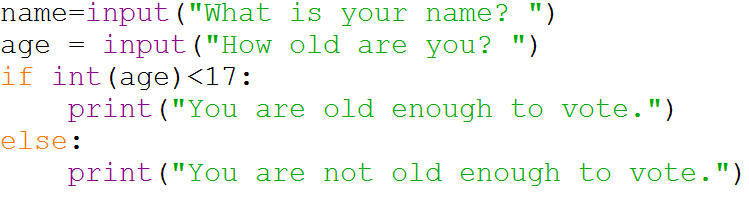 name=input("What is your name? ")
age = input("How old are you? ")
if int(age)<17:
    print("You are old enough to vote.")
else:
    print("You are not old enough to vote.")